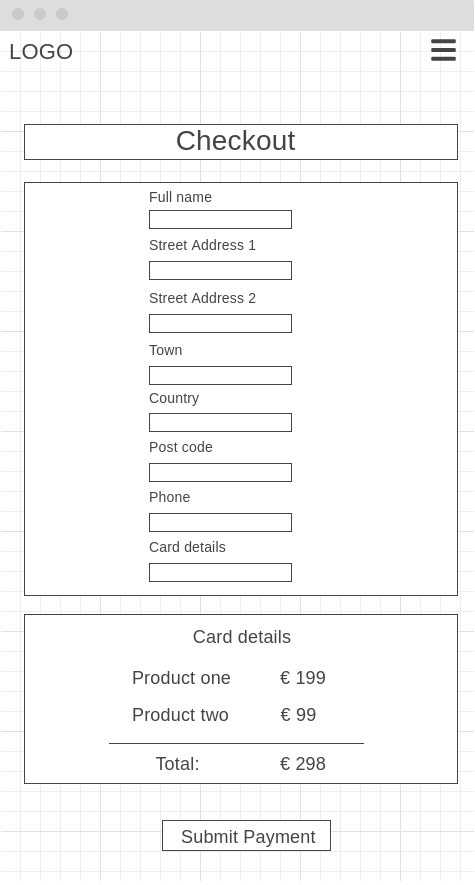 LOGO
Checkout
Full name
Street Address 1
Street Address 2
Town
Country
Post code
Phone
Card details
Card details
Product one € 199
Product two € 99
Total: € 298
Submit Payment